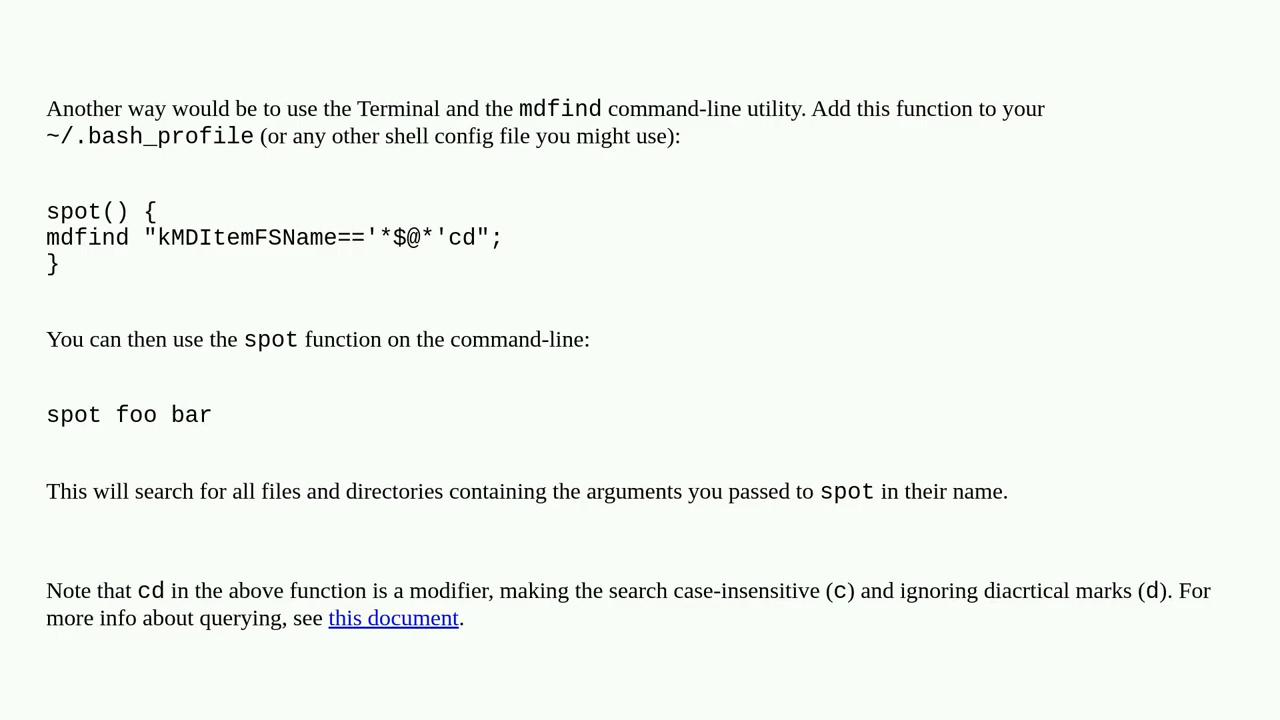 Another way would be to use the Terminal and the mdfind command-line utility. Add this function to your
~/.bash_profile (or any other shell config file you might use):
spot() {
mdfind "kMDItemFSName=='*$@*'cd";
}
You can then use the spot function on the command-line:
spot foo bar
This will search for all files and directories containing the arguments you passed to spot in their name.
Note that cd in the above function is a modifier, making the search case-insensitive (c) and ignoring diacrtical marks (d). For
more info about querying, see this document.